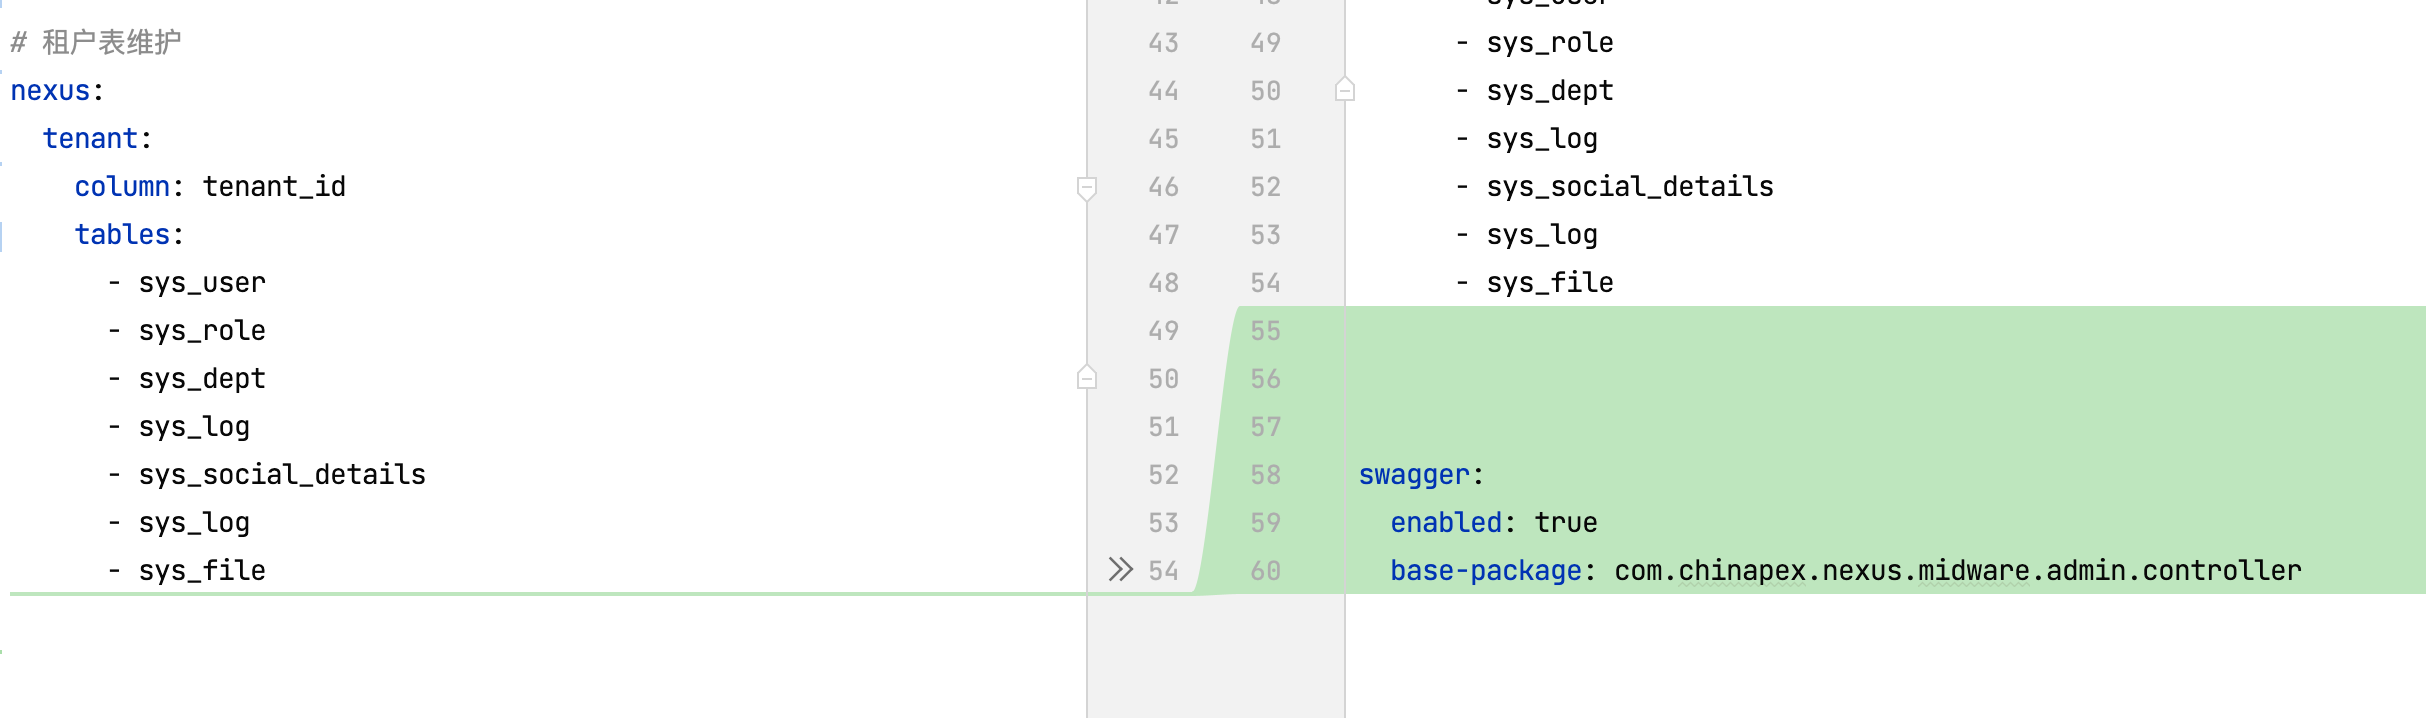 # 租户表维护
nexus:
  tenant:
    column: tenant_id
    tables:
      - sys_user
      - sys_role
      - sys_dept
      - sys_log
      - sys_social_details
      - sys_log
      - sys_file
43 49
44 50
45 51
46 52
47 53
48 54
49 55
50 56
51 57
52 58
53 59
54 60
- sys_user
- sys_role
- sys_dept
- sys_log
- sys_social_details
- sys_log
- sys_file
swagger:
  enabled: true
  base-package: com.chinapex.nexus.midware.admin.controller